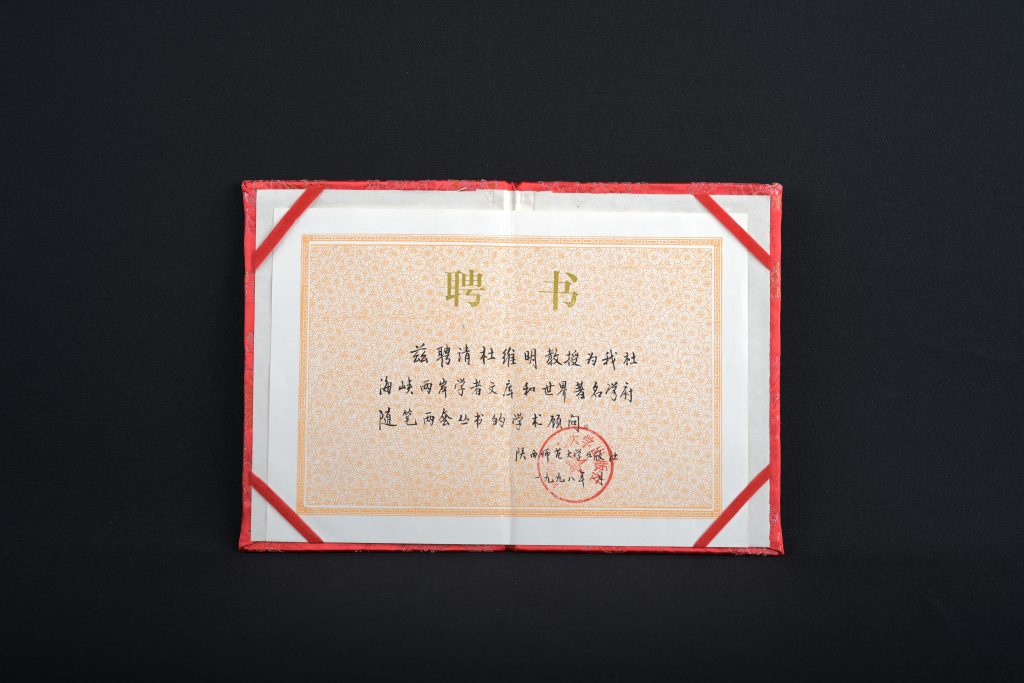 聘 书
兹聘请杜维明教授为我社
海峡两岸学者文库和世界著名学府
随笔两套丛书的学术顾问。
陕西师范大学出版社
一九九八年 月